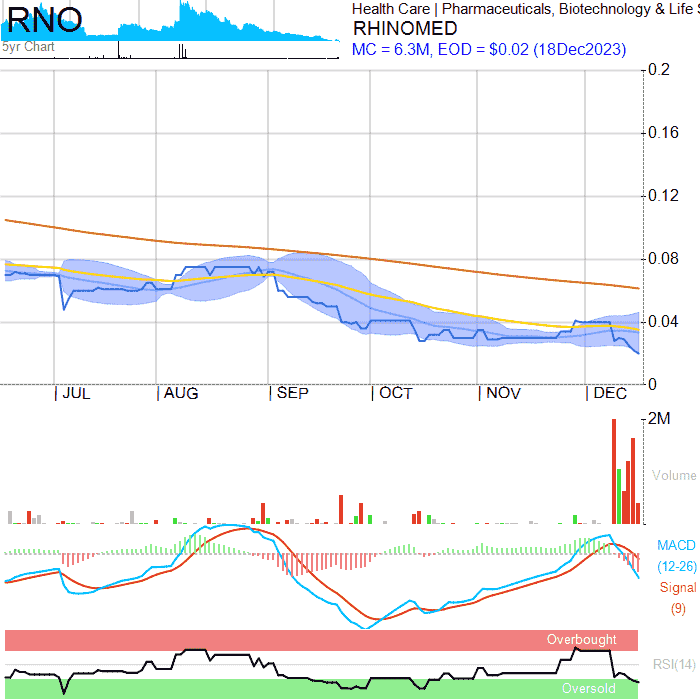 RNO
5yr Chart
Health Care | Pharmaceuticals, Biotechnology & Life S
RHINOMED
MC = 6.3M, EOD = $0.02 (18Dec2023)
0.2
0.16
0.12
0.08
0.04
0
| JUL | AUG | SEP | OCT | NOV | DEC
2M
Volume
MACD
(12-26)
Signal
(9)
Overbought
RSI(14)
Oversold